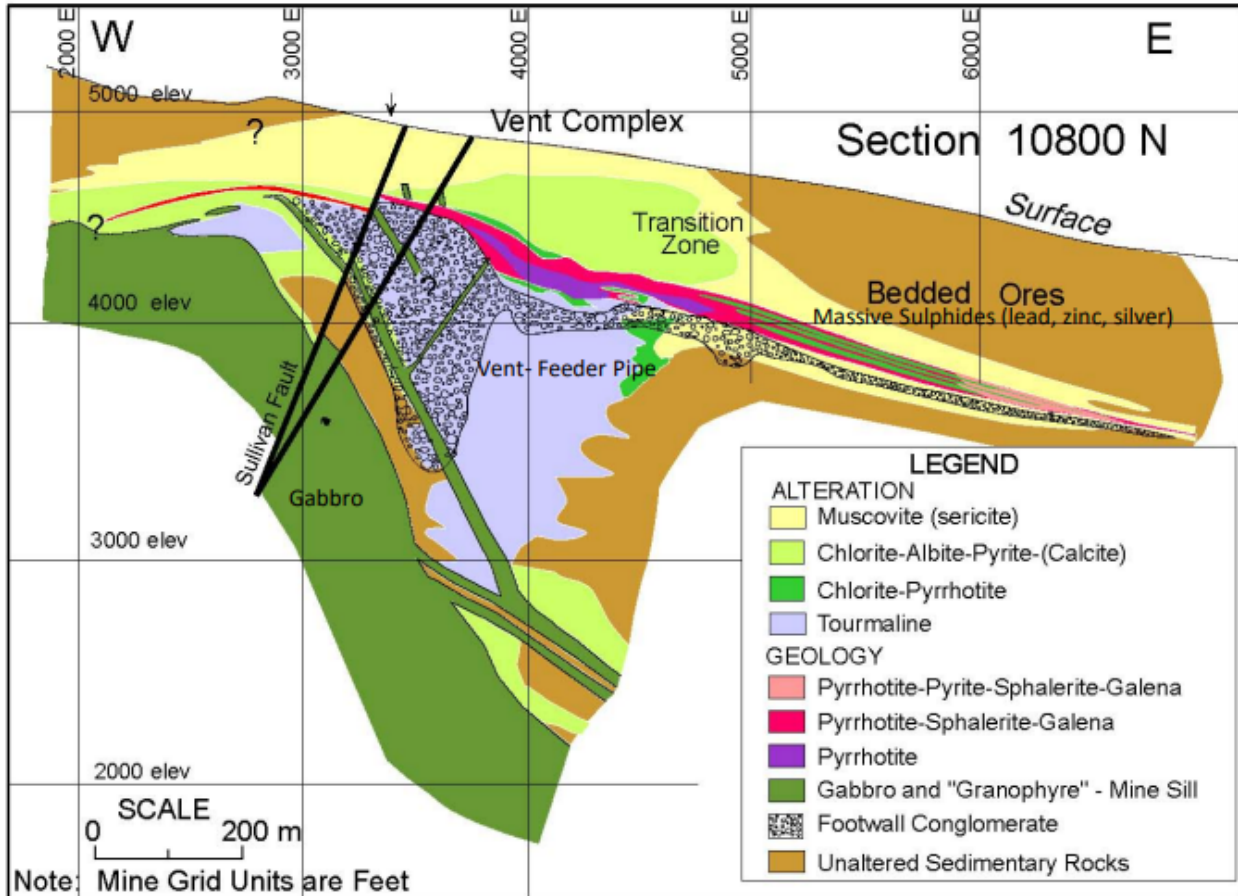 2000 E
3000 E
4000 E
5000 E
6000 E
W
E
5000 elev
?
Vent Complex
Section 10800 N
Surface
Transition
Zone
?
?
Bedded Ores
4000 elev
Massive Sulphides (lead, zinc, silver)
Vent- Feeder Pipe
Sullivan Fault
Gabbro
3000 elev
2000 elev
SCALE
0 200 m
Note: Mine Grid Units are Feet
LEGEND
ALTERATION
Muscovite (sericite)
Chlorite-Albite-Pyrite-(Calcite)
Chlorite-Pyrrhotite
Tourmaline
GEOLOGY
Pyrrhotite-Pyrite-Sphalerite-Galena
Pyrrhotite-Sphalerite-Galena
Pyrrhotite
Gabbro and "Granophyre" - Mine Sill
Footwall Conglomerate
Unaltered Sedimentary Rocks